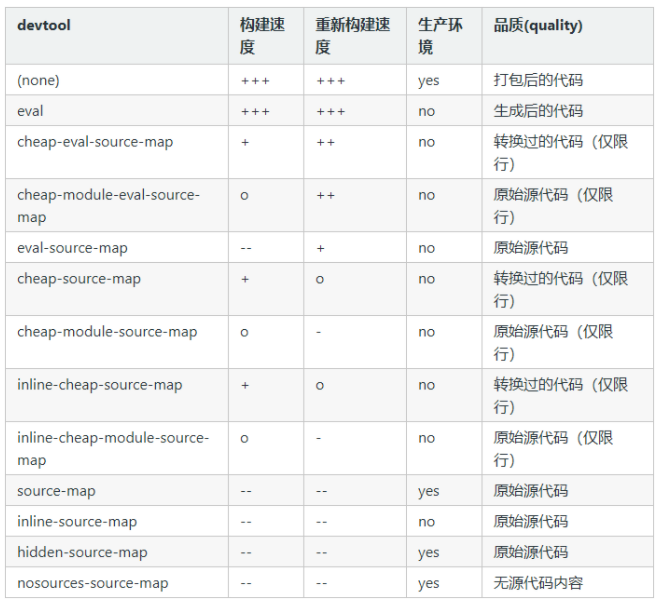 devtool 构建速度 重新构建速度 生产环境 品质(quality)
(none) +++ +++ yes 打包后的代码
eval +++ +++ no 生成后的代码
cheap-eval-source-map + ++ no 转换过的代码（仅限行）
cheap-module-eval-source-map o ++ no 原始源代码（仅限行）
eval-source-map -- + no 原始源代码
cheap-source-map + o no 转换过的代码（仅限行）
cheap-module-source-map o - no 原始源代码（仅限行）
inline-cheap-source-map + o no 转换过的代码（仅限行）
inline-cheap-module-source-map o - no 原始源代码（仅限行）
source-map -- -- yes 原始源代码
inline-source-map -- -- no 原始源代码
hidden-source-map -- -- yes 原始源代码
nosources-source-map -- -- yes 无源代码内容